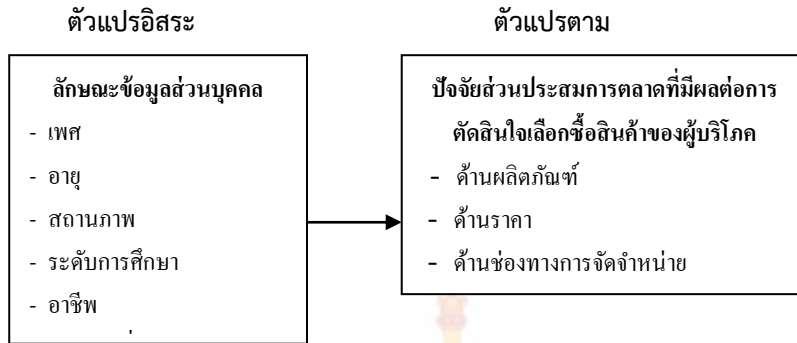 ตัวแปรอิสระ
ตัวแปรตาม
ลักษณะข้อมูลส่วนบุคคล
- เพศ
- อายุ
- สถานภาพ
- ระดับการศึกษา
- อาชีพ
ปัจจัยส่วนประสมการตลาดที่มีผลต่อการ
ตัดสินใจเลือกซื้อสินค้าของผู้บริโภค
- ด้านผลิตภัณฑ์
- ด้านราคา
- ด้านช่องทางการจัดจำหน่าย